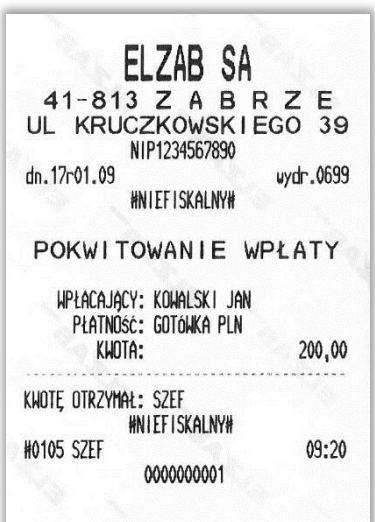 ELZAB SA
41-813 Z A B R Z E
UL KRUCZKOWSKIEGO 39
NIP1234567890
dn.17r01.09 wydr.0699
#NIEFISKALNY#
POKWITOWANIE WPŁATY
WPŁACAJĄCY: KOWALSKI JAN
PŁATNOŚĆ: GOTÓWKA PLN
KWOTA: 200,00
KWOTĘ OTRZYMAŁ: SZEF
#NIEFISKALNY#
#0105 SZEF 09:20
0000000001